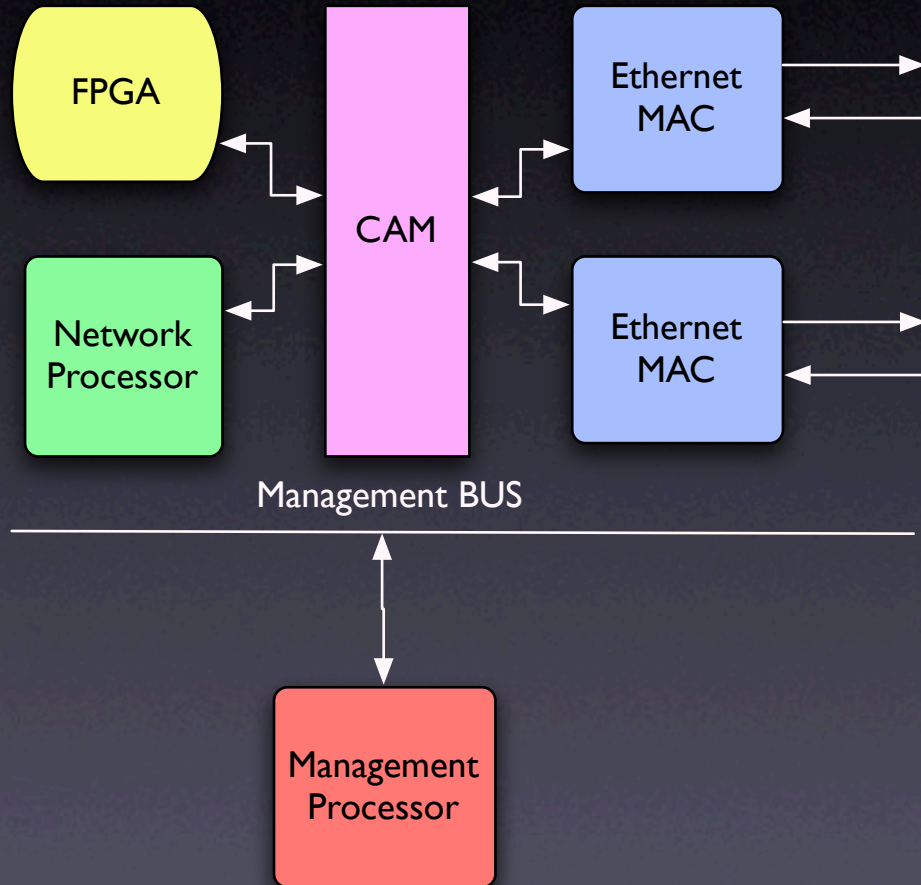 FPGA
CAM
Ethernet
MAC
Network
Processor
Ethernet
MAC
Management BUS
Management
Processor